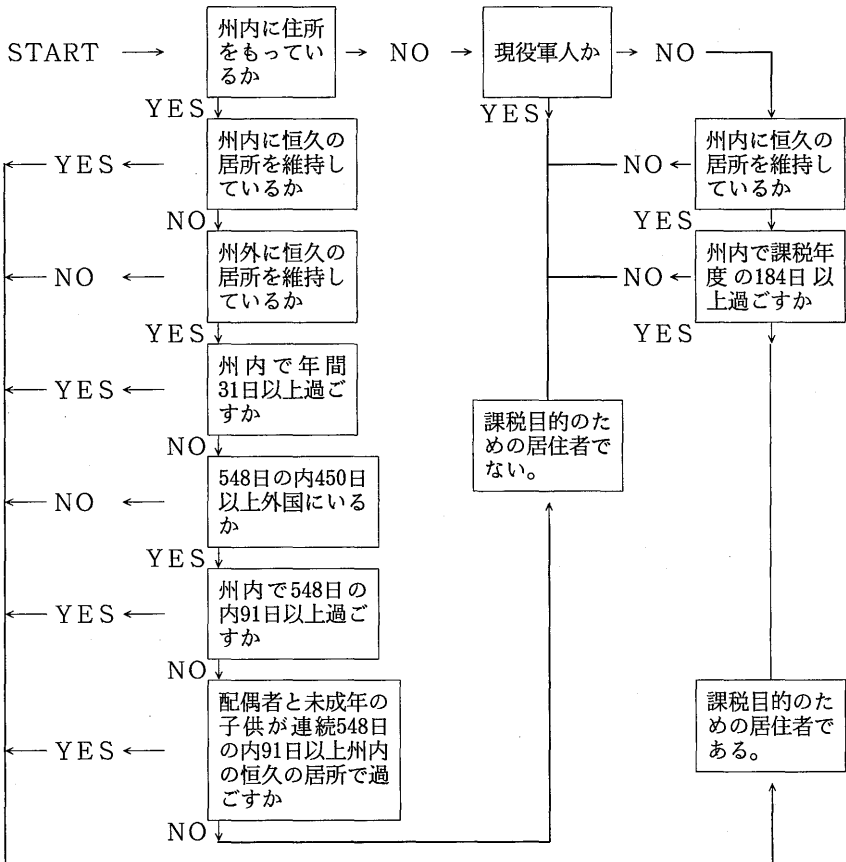 START
州内に住所
をもってい
るか
NO
現役軍人か
NO
YES
YES
州内に恒久の
居所を維持し
ているか
YES
NO
州内に恒久の
居所を維持し
ているか
NO
YES
州外に恒久の
居所を維持し
ているか
NO
NO
州内で課税年
度の184日以
上過ごすか
YES
YES
州内で年間
31日以上過ご
すか
YES
課税目的のた
めの居住者で
ない。
NO
548日の内450日
以上外国にいる
か
NO
YES
州内で548日の
内91日以上過ご
すか
YES
NO
配偶者と未成年の
子供が連続548日
の内91日以上州内
の恒久の居所で過
ごすか
YES
課税目的のた
めの居住者で
ある。
NO